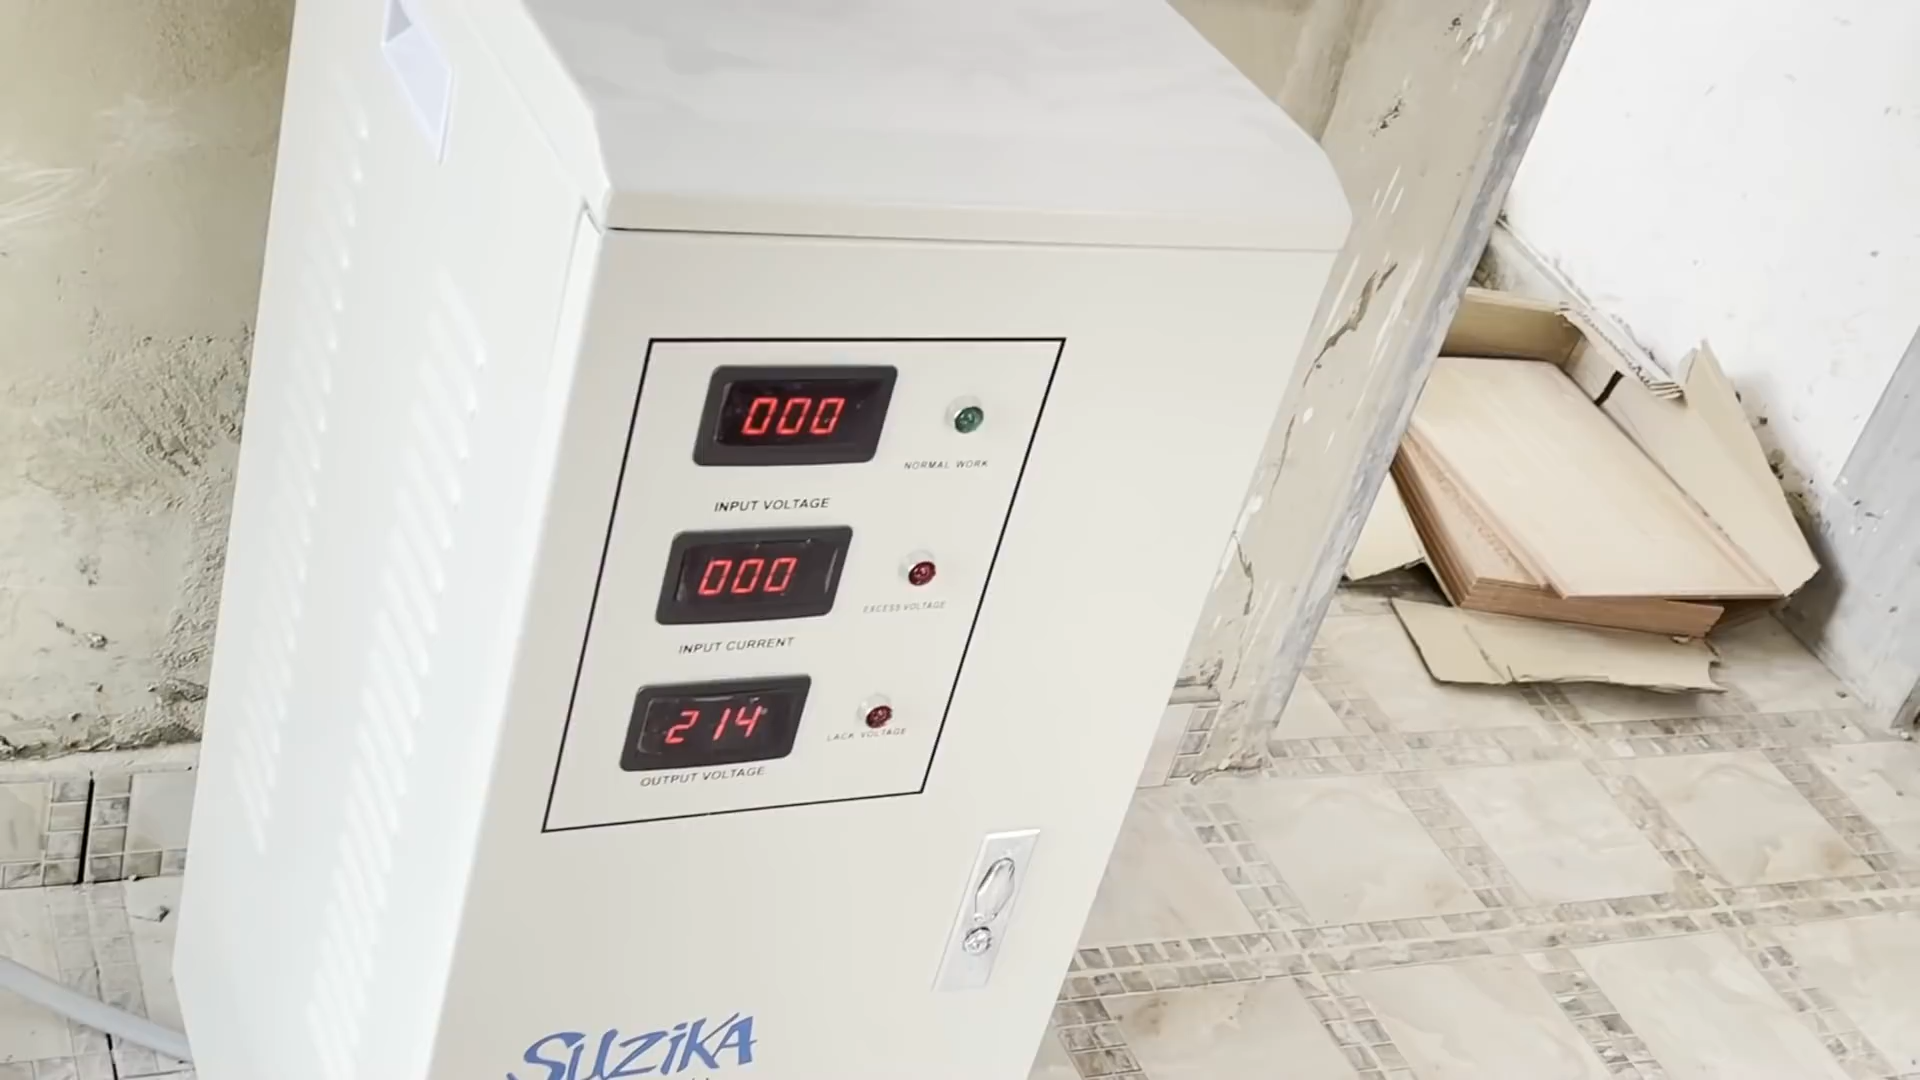 000
NORMAL WORK
INPUT VOLTAGE
000
EXCESS VOLTAGE
INPUT CURRENT
214
LACK VOLTAGE
OUTPUT VOLTAGE
SUZiKA